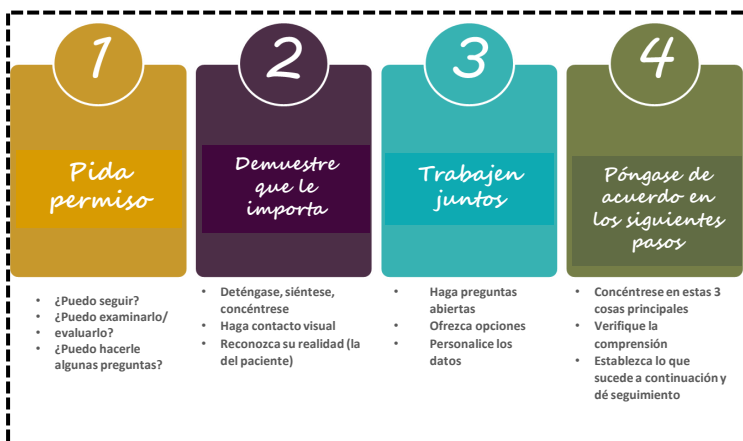 1
Pida
permiso
• ¿Puedo seguir?
• ¿Puedo examinarlo/
• evaluarlo?
• ¿Puedo hacerle
algunas preguntas?
2
Demuestre
que le
importa
• Deténgase, siéntese,
concéntrese
• Haga contacto visual
• Reconozca su realidad (la
del paciente)
3
Trabajen
juntos
• Haga preguntas
abiertas
• Ofrezca opciones
• Personalice los
datos
4
Póngase de
acuerdo en
los siguientes
pasos
• Concéntrese en estas 3
cosas principales
• Verifique la
comprensión
• Establezca lo que
sucede a continuación y
dé seguimiento